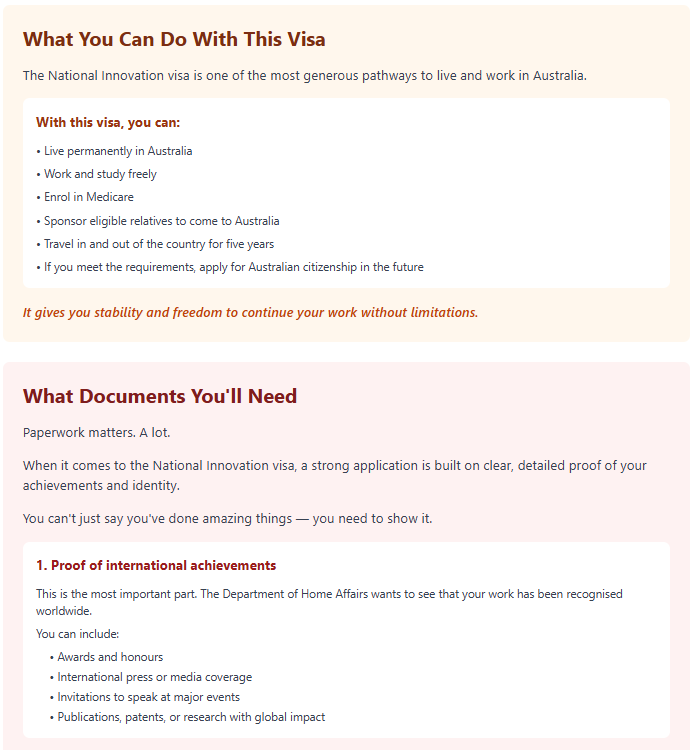 What You Can Do With This Visa
The National Innovation visa is one of the most generous pathways to live and work in Australia.
With this visa, you can:
• Live permanently in Australia
• Work and study freely
• Enrol in Medicare
• Sponsor eligible relatives to come to Australia
• Travel in and out of the country for five years
• If you meet the requirements, apply for Australian citizenship in the future
It gives you stability and freedom to continue your work without limitations.
What Documents You'll Need
Paperwork matters. A lot.
When it comes to the National Innovation visa, a strong application is built on clear, detailed proof of your
achievements and identity.
You can't just say you've done amazing things — you need to show it.
1. Proof of international achievements
This is the most important part. The Department of Home Affairs wants to see that your work has been recognised
worldwide.
You can include:
• Awards and honours
• International press or media coverage
• Invitations to speak at major events
• Publications, patents, or research with global impact